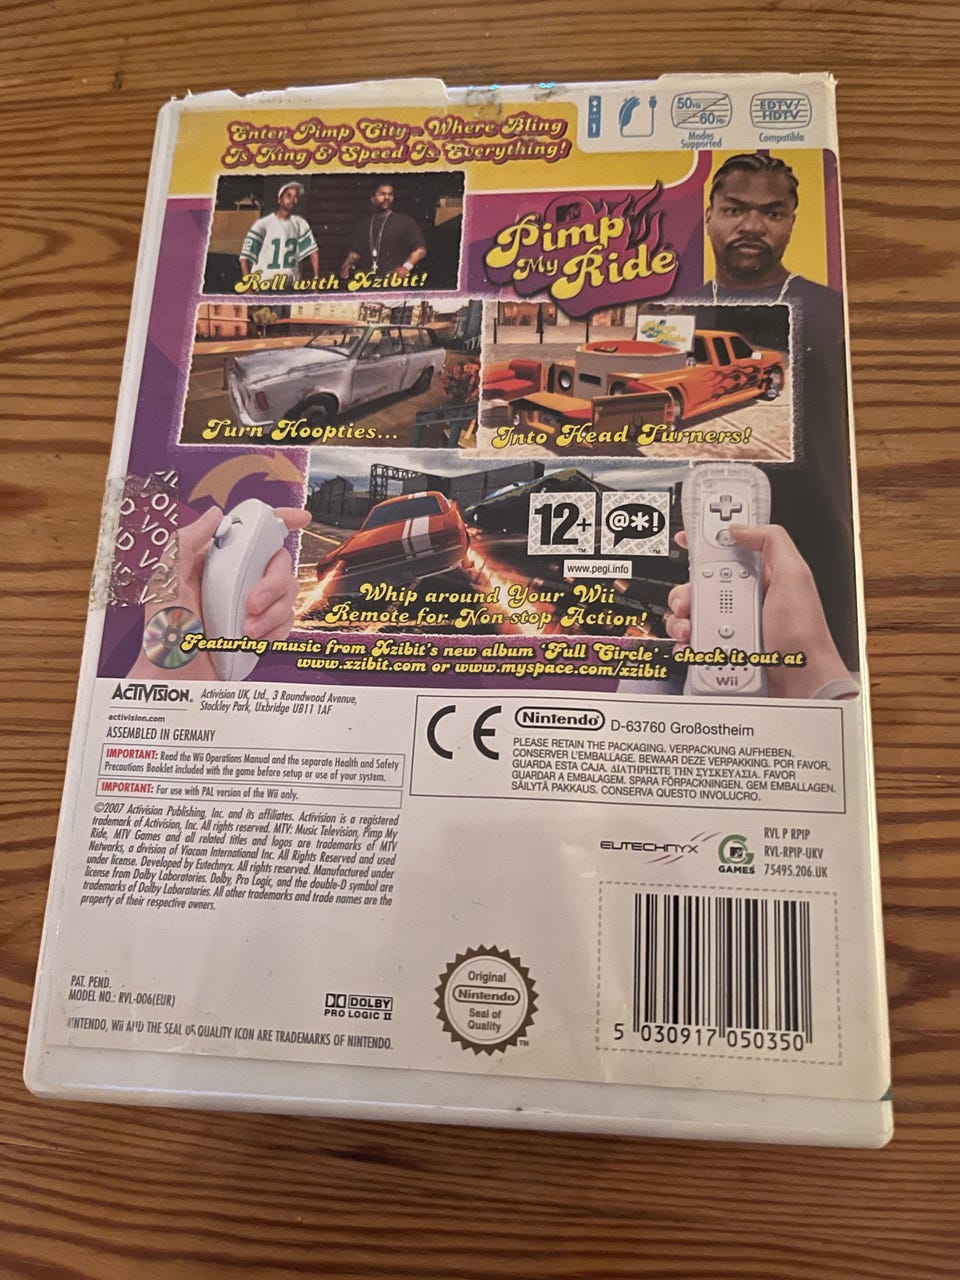 Enter Pimp City - Where Bling
Is King & Speed Is Everything!
1
50Hz
60Hz
Modes
Supported
EDTV/
HDTV
Compatible
12
Roll with Xzibit!
MTV
Pimp
My Ride
Turn Hoopties...
Into Head Turners!
VOID
12+
@*!
™
™
www.pegi.info
Whip around Your Wii
Remote for Non-stop Action!
Wii
Featuring music from Xzibit's new album 'Full Circle' - check it out at
www.xzibit.com or www.myspace.com/xzibit
ACTIVISION.
activision.com
Activision UK, Ltd., 3 Roundwood Avenue,
Stockley Park, Uxbridge UB11 1AF
ASSEMBLED IN GERMANY
IMPORTANT: Read the Wii Operations Manual and the separate Health and Safety
Precautions Booklet included with the game before setup or use of your system.
IMPORTANT: For use with PAL version of the Wii only.
©2007 Activision Publishing, Inc. and its affiliates. Activision is a registered
trademark of Activision, Inc. All rights reserved. MTV: Music Television, Pimp My
Ride, MTV Games and all related titles and logos are trademarks of MTV
Networks, a division of Viacom International Inc. All Rights Reserved and used
under license. Developed by Eutechnyx. All rights reserved. Manufactured under
license from Dolby Laboratories. Dolby, Pro Logic, and the double-D symbol are
trademarks of Dolby Laboratories. All other trademarks and trade names are the
property of their respective owners.
CE
Nintendo®
D-63760 Großostheim
PLEASE RETAIN THE PACKAGING. VERPACKUNG AUFHEBEN.
CONSERVER L'EMBALLAGE. BEWAAR DEZE VERPAKKING. POR FAVOR,
GUARDA ESTA CAJA. ΔΙΑΤΗΡΗΣΤΕ ΤΗΝ ΣΥΣΚΕΥΑΣΙΑ. FAVOR
GUARDAR A EMBALAGEM. SPARA FÖRPACKNINGEN. GEM EMBALLAGEN.
SÄILYTÄ PAKKAUS. CONSERVA QUESTO INVOLUCRO.
EUTECHNYX
MTV
GAMES
RVL P RPIP
RVL-RPIP-UKV
75495.206.UK
PAT. PEND.
MODEL NO.: RVL-006(EUR)
DOLBY
PRO LOGIC II
NINTENDO, Wii AND THE SEAL OF QUALITY ICON ARE TRADEMARKS OF NINTENDO.
Original
Nintendo
Seal of
Quality
™
5 030917 050350